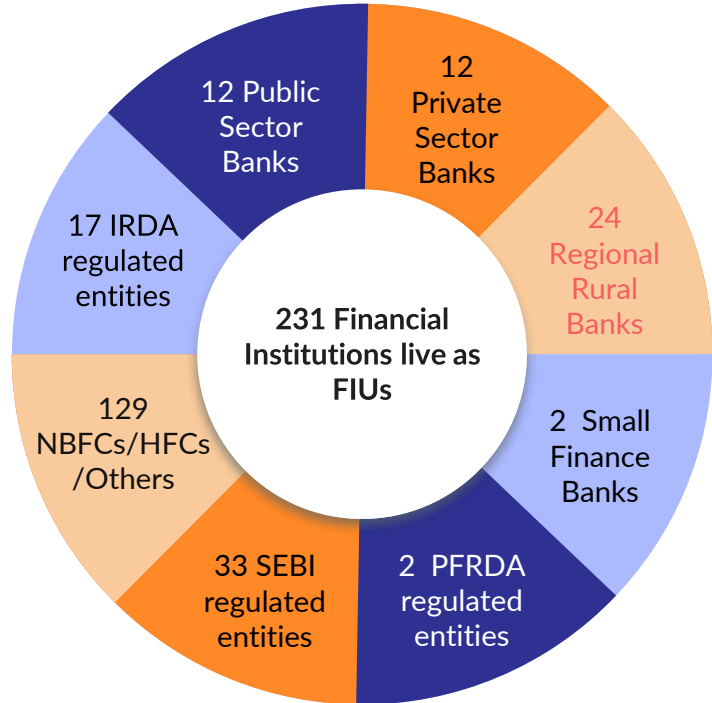 12 Public
Sector
Banks
12
Private
Sector
Banks
24
Regional
Rural
Banks
2 Small
Finance
Banks
2 PFRDA
regulated
entities
33 SEBI
regulated
entities
129
NBFCs/HFCs
/Others
17 IRDA
regulated
entities
231 Financial
Institutions live as
FIUs